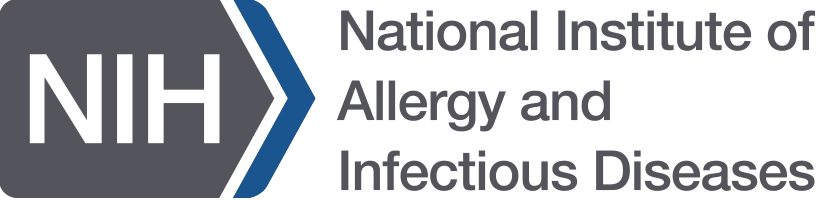 NIH
National Institute of
Allergy and
Infectious Diseases